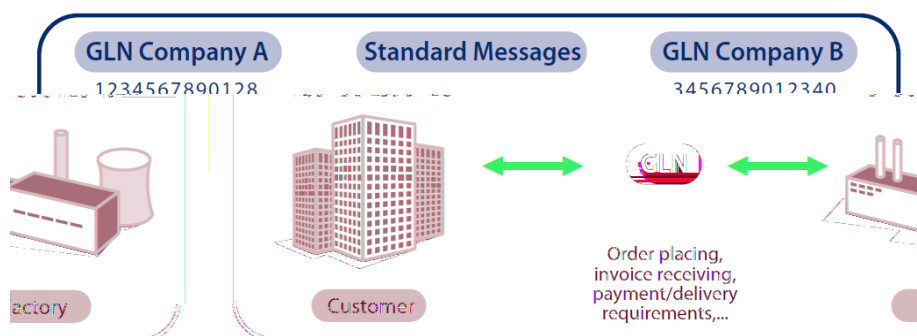 GLN Company A
Standard Messages
GLN Company B
1234567890128
3456789012340
GLN
Order placing,
invoice receiving,
payment/delivery
requirements,...
actory
Customer